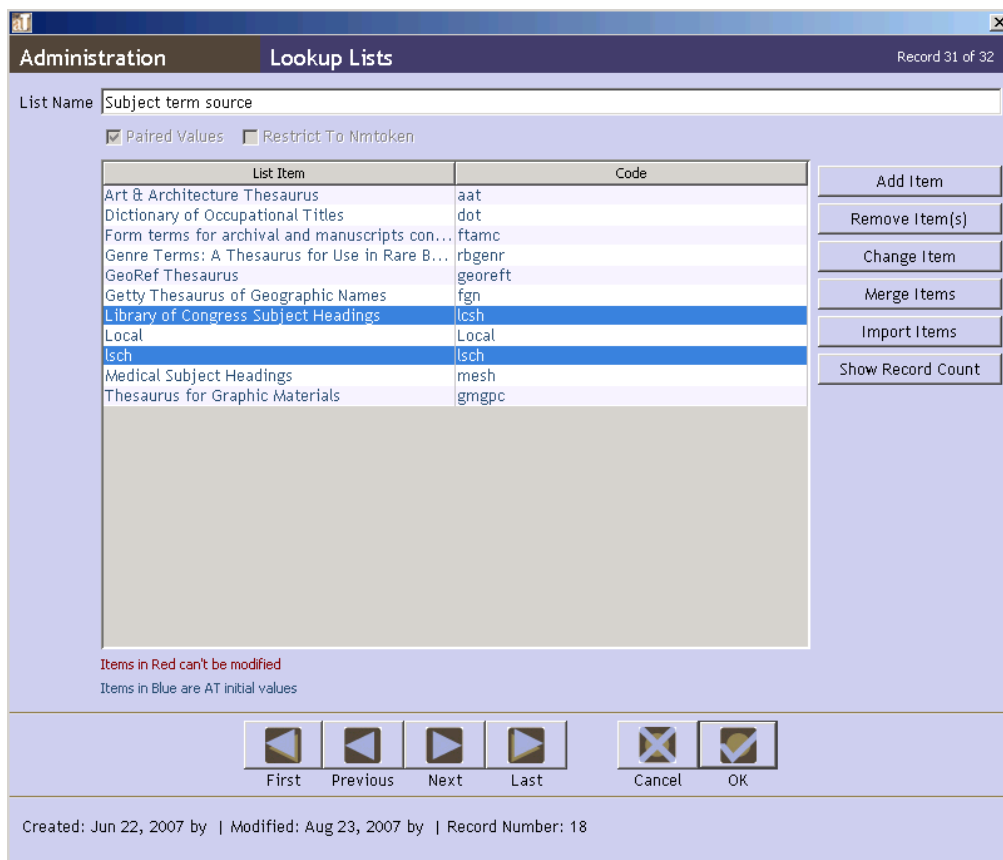 aT
Administration Lookup Lists Record 31 of 32
List Name Subject term source
Paired Values Restrict To Nmtoken
List Item Code
Art & Architecture Thesaurus aat
Dictionary of Occupational Titles dot
Form terms for archival and manuscripts con... ftamc
Genre Terms: A Thesaurus for Use in Rare B... rbgenr
GeoRef Thesaurus georeft
Getty Thesaurus of Geographic Names fgn
Library of Congress Subject Headings lcsh
Local Local
lsch lsch
Medical Subject Headings mesh
Thesaurus for Graphic Materials gmgpc
Add Item
Remove Item(s)
Change Item
Merge Items
Import Items
Show Record Count
Items in Red can't be modified
Items in Blue are AT initial values
First Previous Next Last Cancel OK
Created: Jun 22, 2007 by | Modified: Aug 23, 2007 by | Record Number: 18